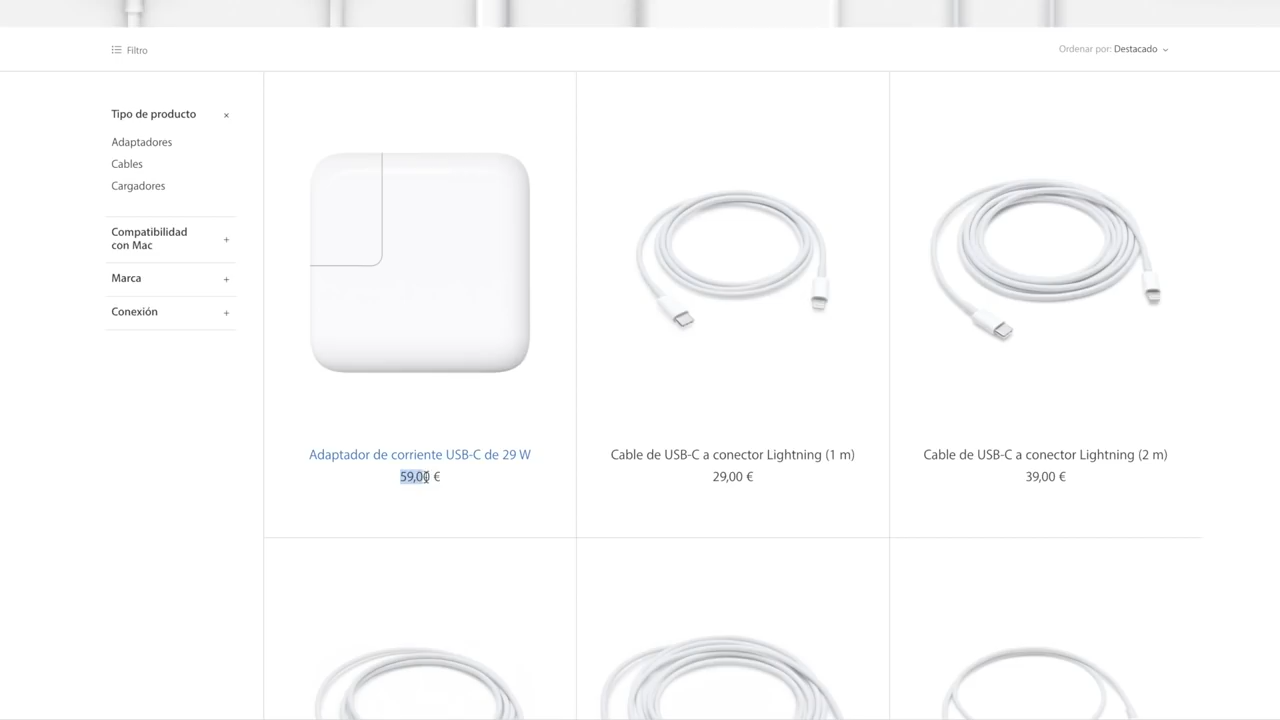 Filtro
Ordenar por: Destacado
Tipo de producto
Adaptadores
Cables
Cargadores
Compatibilidad
con Mac
Marca
Conexión
Adaptador de corriente USB-C de 29 W
59,00 €
Cable de USB-C a conector Lightning (1 m)
29,00 €
Cable de USB-C a conector Lightning (2 m)
39,00 €